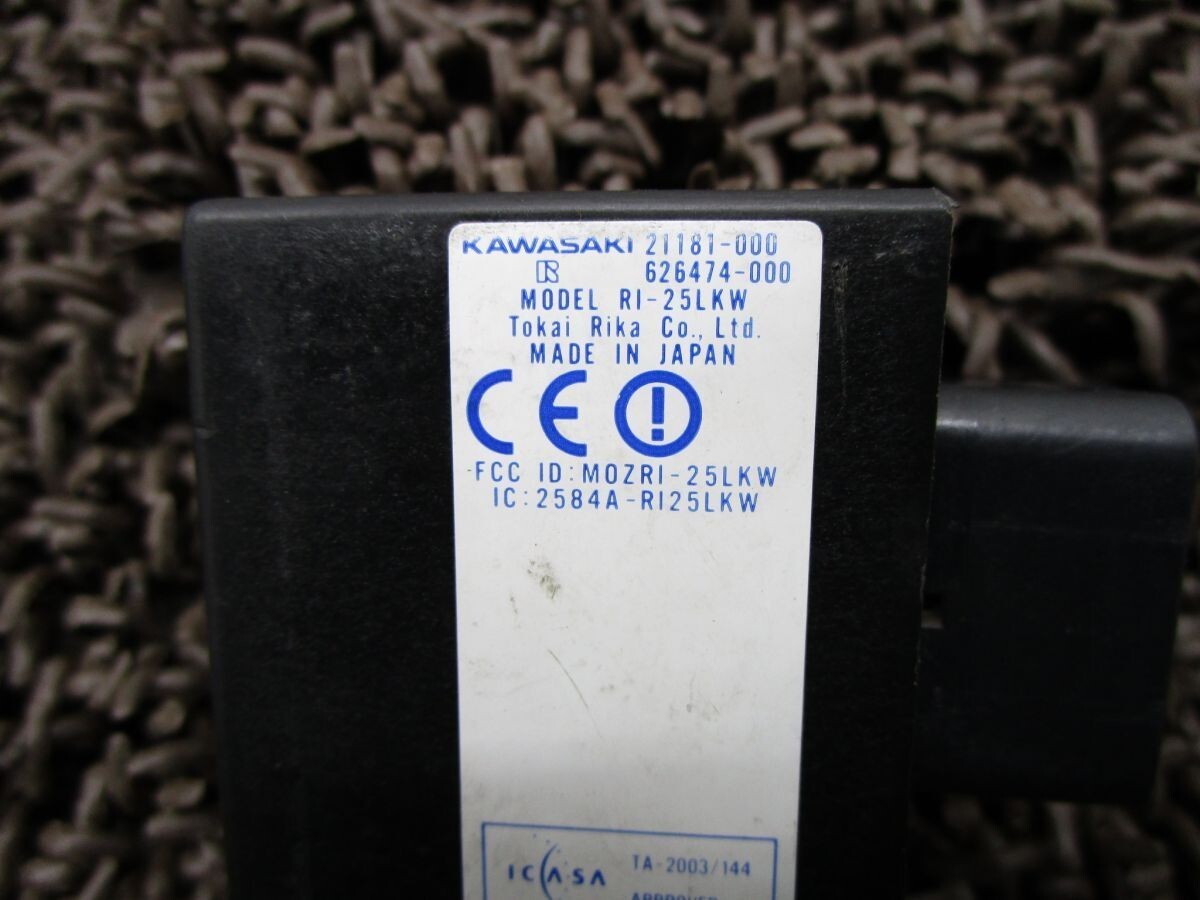 KAWASAKI 21181-000
R 626474-000
MODEL RI-25LKW
Tokai Rika Co., Ltd.
MADE IN JAPAN
CE
FCC ID: MOZRI-25LKW
IC: 2584A-RI25LKW
ICASA TA-2003/144
APPROVED